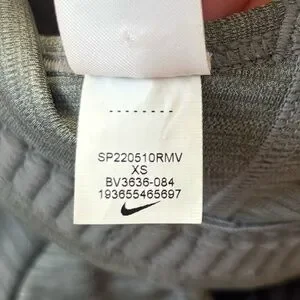 --------
SP220510RMV
XS
BV3636-084
193655465697